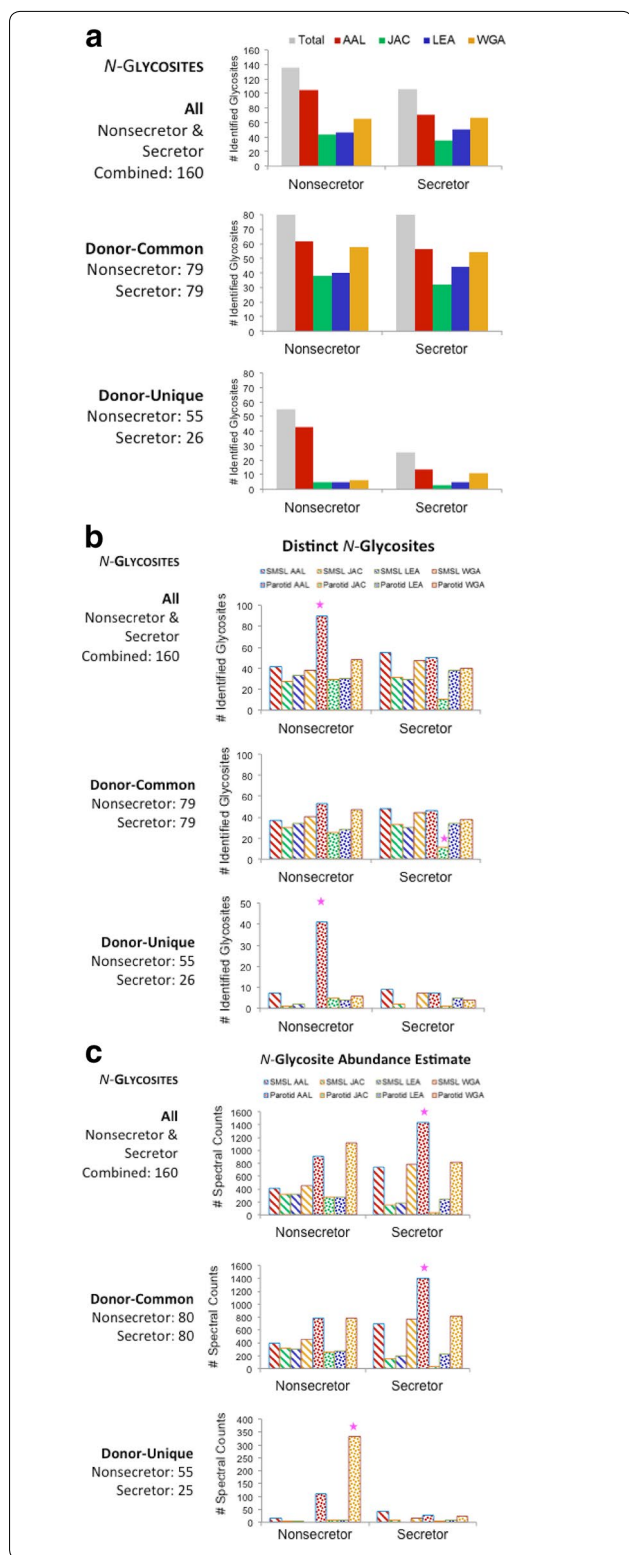 a
Total AAL JAC LEA WGA
N-GLYCOSITES
All
Nonsecretor &
Secretor
Combined: 160
# Identified Glycosites
160
140
120
100
80
60
40
20
0
Nonsecretor Secretor
Donor-Common
Nonsecretor: 79
Secretor: 79
# Identified Glycosites
80
70
60
50
40
30
20
10
0
Nonsecretor Secretor
Donor-Unique
Nonsecretor: 55
Secretor: 26
# Identified Glycosites
80
70
60
50
40
30
20
10
0
Nonsecretor Secretor
b
Distinct N-Glycosites
N-GLYCOSITES
SMSL AAL SMSL JAC SMSL LEA SMSL WGA
Parotid AAL Parotid JAC Parotid LEA Parotid WGA
All
Nonsecretor &
Secretor
Combined: 160
# Identified Glycosites
100
80
60
40
20
0
Nonsecretor Secretor
Donor-Common
Nonsecretor: 79
Secretor: 79
# Identified Glycosites
100
80
60
40
20
0
Nonsecretor Secretor
Donor-Unique
Nonsecretor: 55
Secretor: 26
# Identified Glycosites
50
40
30
20
10
0
Nonsecretor Secretor
c
N-Glycosite Abundance Estimate
N-GLYCOSITES
SMSL AAL SMSL JAC SMSL LEA SMSL WGA
Parotid AAL Parotid JAC Parotid LEA Parotid WGA
All
Nonsecretor &
Secretor
Combined: 160
# Spectral Counts
1600
1400
1200
1000
800
600
400
200
0
Nonsecretor Secretor
Donor-Common
Nonsecretor: 80
Secretor: 80
# Spectral Counts
1600
1400
1200
1000
800
600
400
200
0
Nonsecretor Secretor
Donor-Unique
Nonsecretor: 55
Secretor: 25
# Spectral Counts
400
350
300
250
200
150
100
50
0
Nonsecretor Secretor